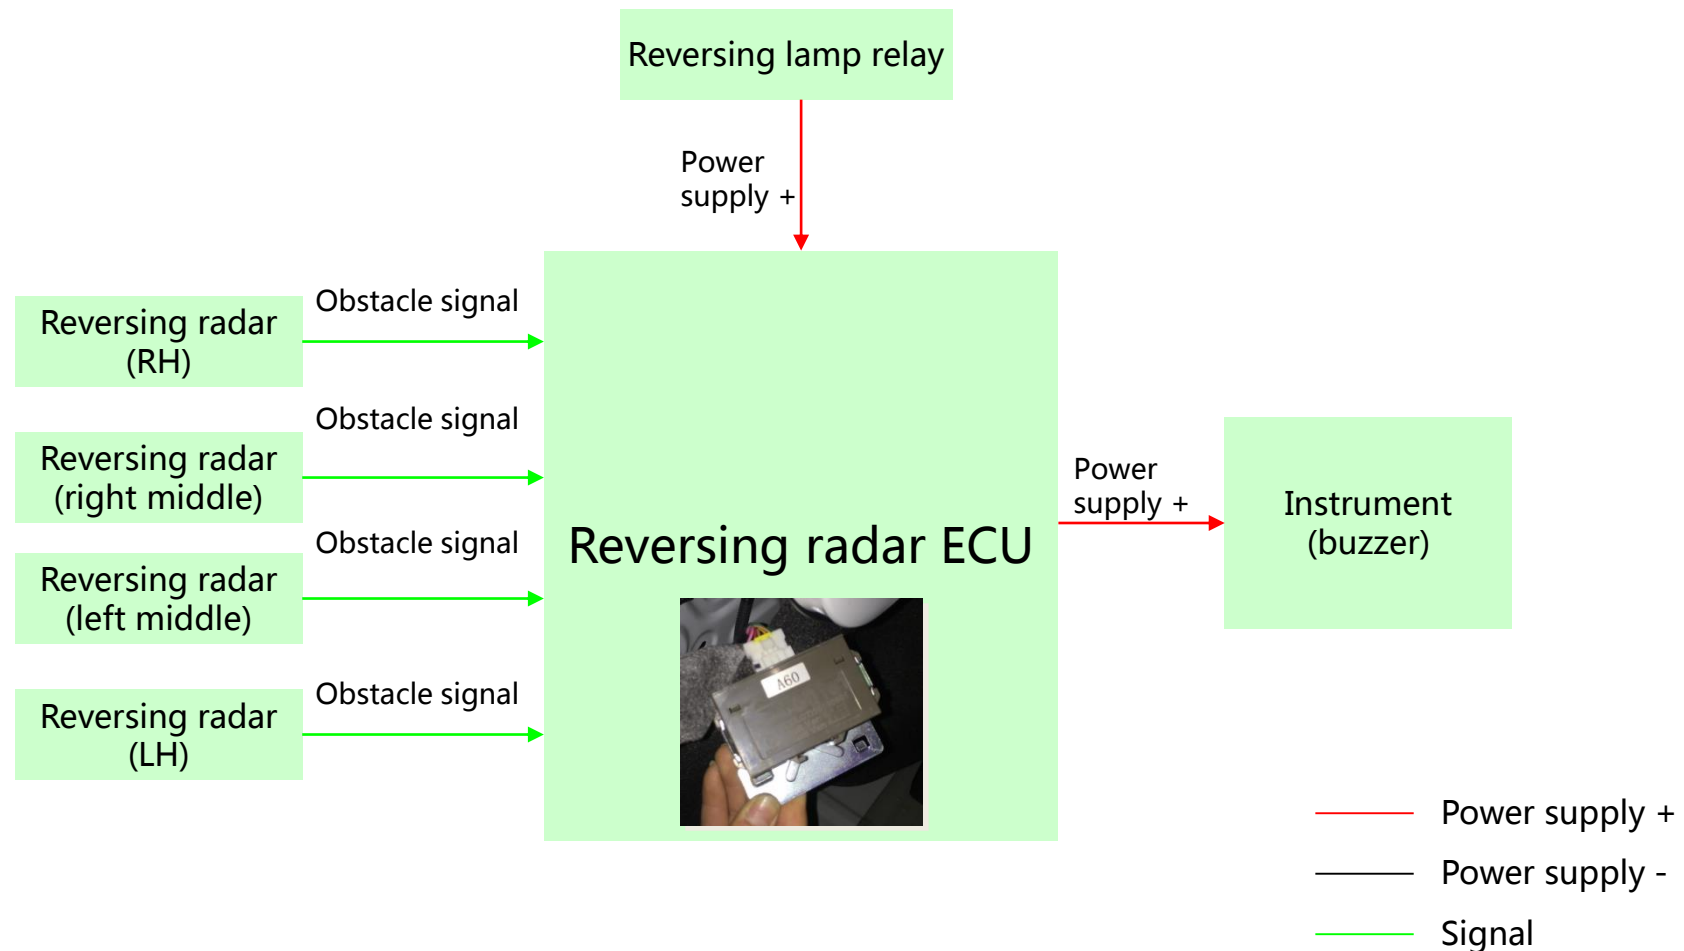 Reversing lamp relay
Power
supply +
Reversing radar
(RH)
Obstacle signal
Reversing radar
(right middle)
Obstacle signal
Reversing radar
(left middle)
Obstacle signal
Reversing radar
(LH)
Obstacle signal
Reversing radar ECU
A60
Power
supply +
Instrument
(buzzer)
Power supply +
Power supply -
Signal